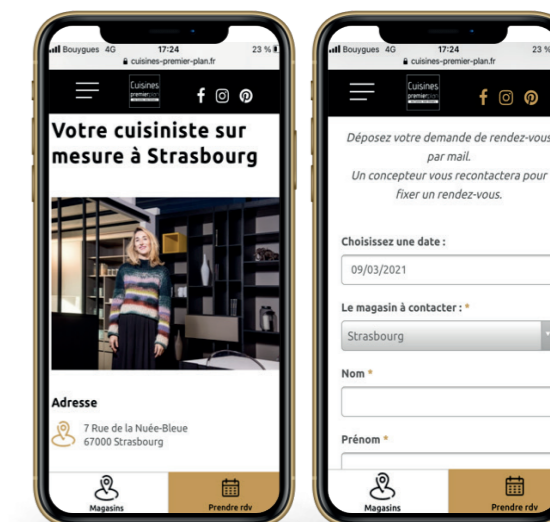 Bouygues 4G 17:24 23 %
cuisines-premier-plan.fr
Cuisines
premier plan
Votre cuisiniste sur
mesure à Strasbourg
Adresse
7 Rue de la Nuée-Bleue
67000 Strasbourg
Magasins
Prendre rdv
Bouygues 4G 17:24 23 %
cuisines-premier-plan.fr
Cuisines
premier plan
Déposez votre demande de rendez-vous
par mail.
Un concepteur vous recontactera pour
fixer un rendez-vous.
Choisissez une date :
09/03/2021
Le magasin à contacter : *
Strasbourg
Nom *
Prénom *
Magasins
Prendre rdv